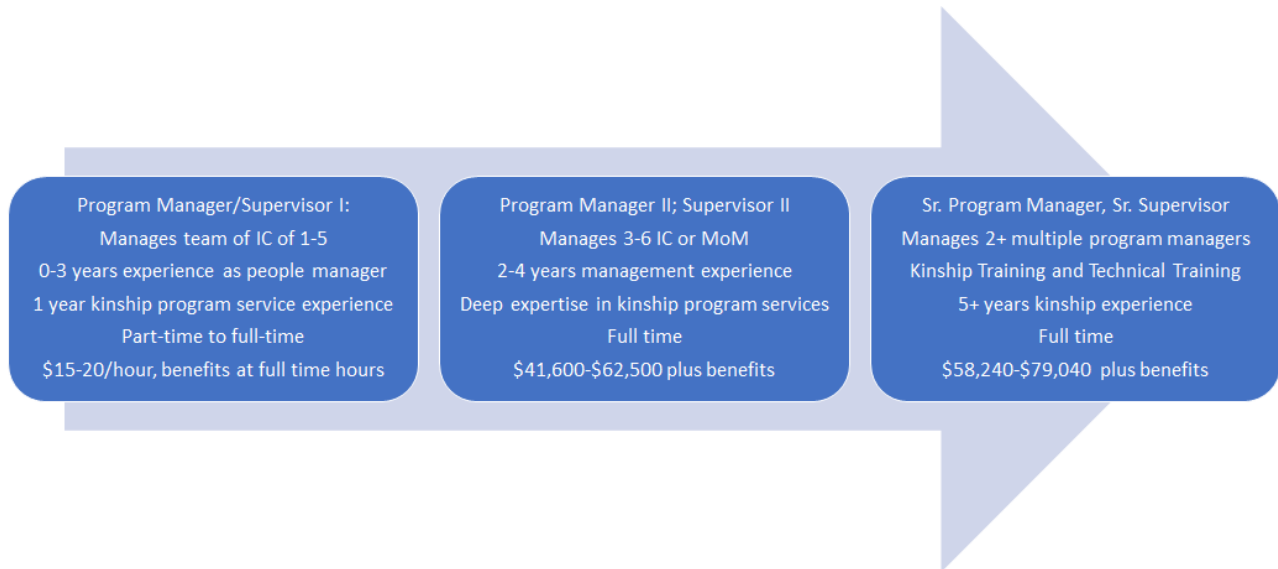 Program Manager/Supervisor I:
Manages team of IC of 1-5
0-3 years experience as people manager
1 year kinship program service experience
Part-time to full-time
$15-20/hour, benefits at full time hours
Program Manager II; Supervisor II
Manages 3-6 IC or MoM
2-4 years management experience
Deep expertise in kinship program services
Full time
$41,600-$62,500 plus benefits
Sr. Program Manager, Sr. Supervisor
Manages 2+ multiple program managers
Kinship Training and Technical Training
5+ years kinship experience
Full time
$58,240-$79,040 plus benefits